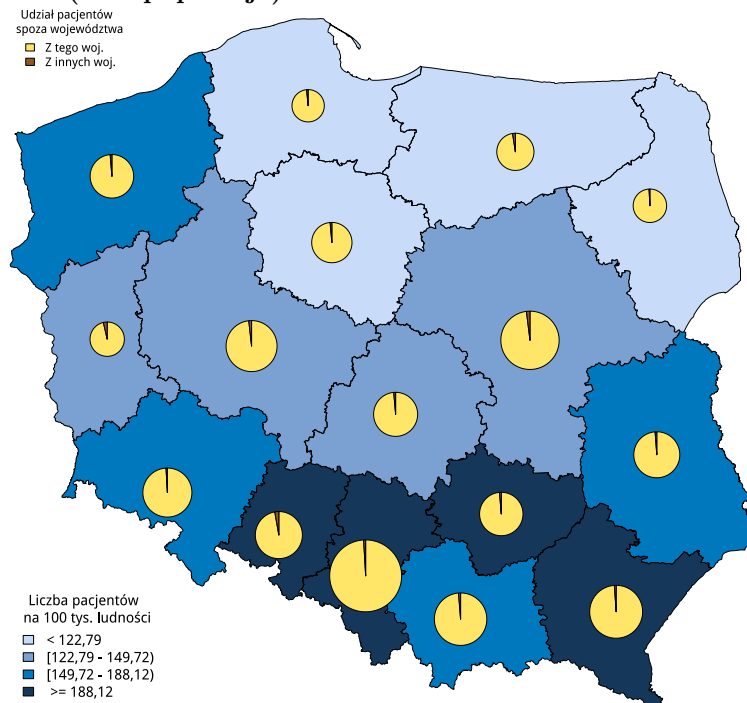 Udział pacjentów
spoza województwa
Z tego woj.
Z innych woj.
Liczba pacjentów
na 100 tys. ludności
< 122,79
[122,79 - 149,72)
[149,72 - 188,12)
>= 188,12